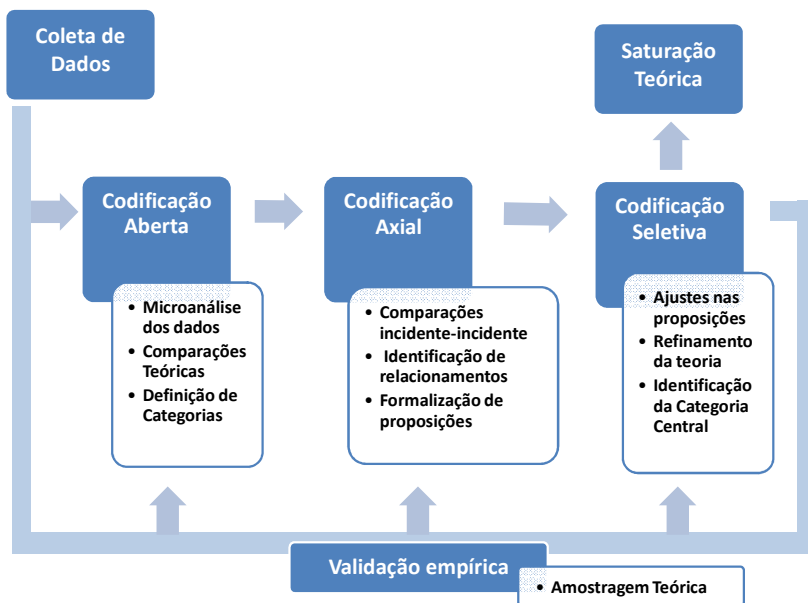 Coleta de
Dados
Saturação
Teórica
Codificação
Aberta
• Microanálise
dos dados
• Comparações
Teóricas
• Definição de
Categorias
Codificação
Axial
• Comparações
incidente-incidente
• Identificação de
relacionamentos
• Formalização de
proposições
Codificação
Seletiva
• Ajustes nas
proposições
• Refinamento
da teoria
• Identificação
da Categoria
Central
Validação empírica
• Amostragem Teórica